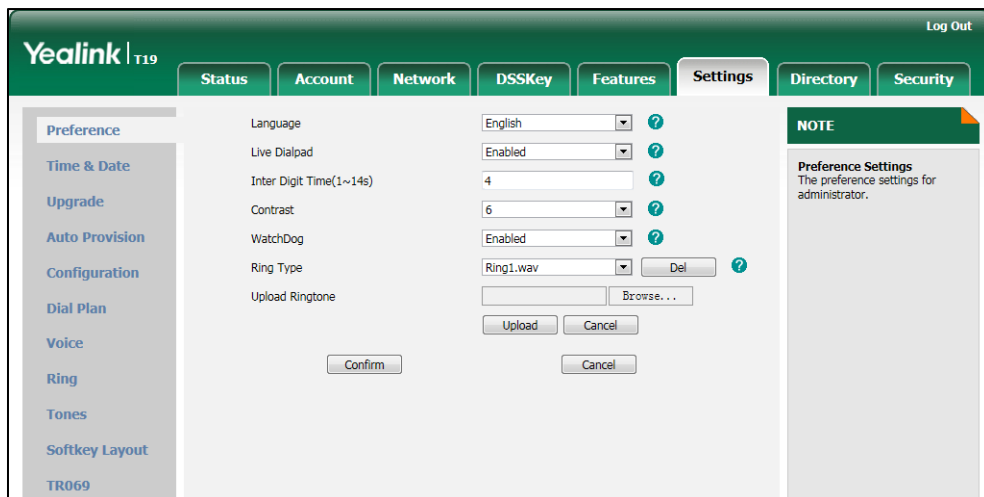 Log Out
Yealink T19
Status Account Network DSSKey Features Settings Directory Security
Preference
Time & Date
Upgrade
Auto Provision
Configuration
Dial Plan
Voice
Ring
Tones
Softkey Layout
TR069
Language English ?
Live Dialpad Enabled ?
Inter Digit Time(1~14s) 4 ?
Contrast 6 ?
WatchDog Enabled ?
Ring Type Ring1.wav Del ?
Upload Ringtone Browse...
Upload Cancel
Confirm Cancel
NOTE
Preference Settings
The preference settings for
administrator.